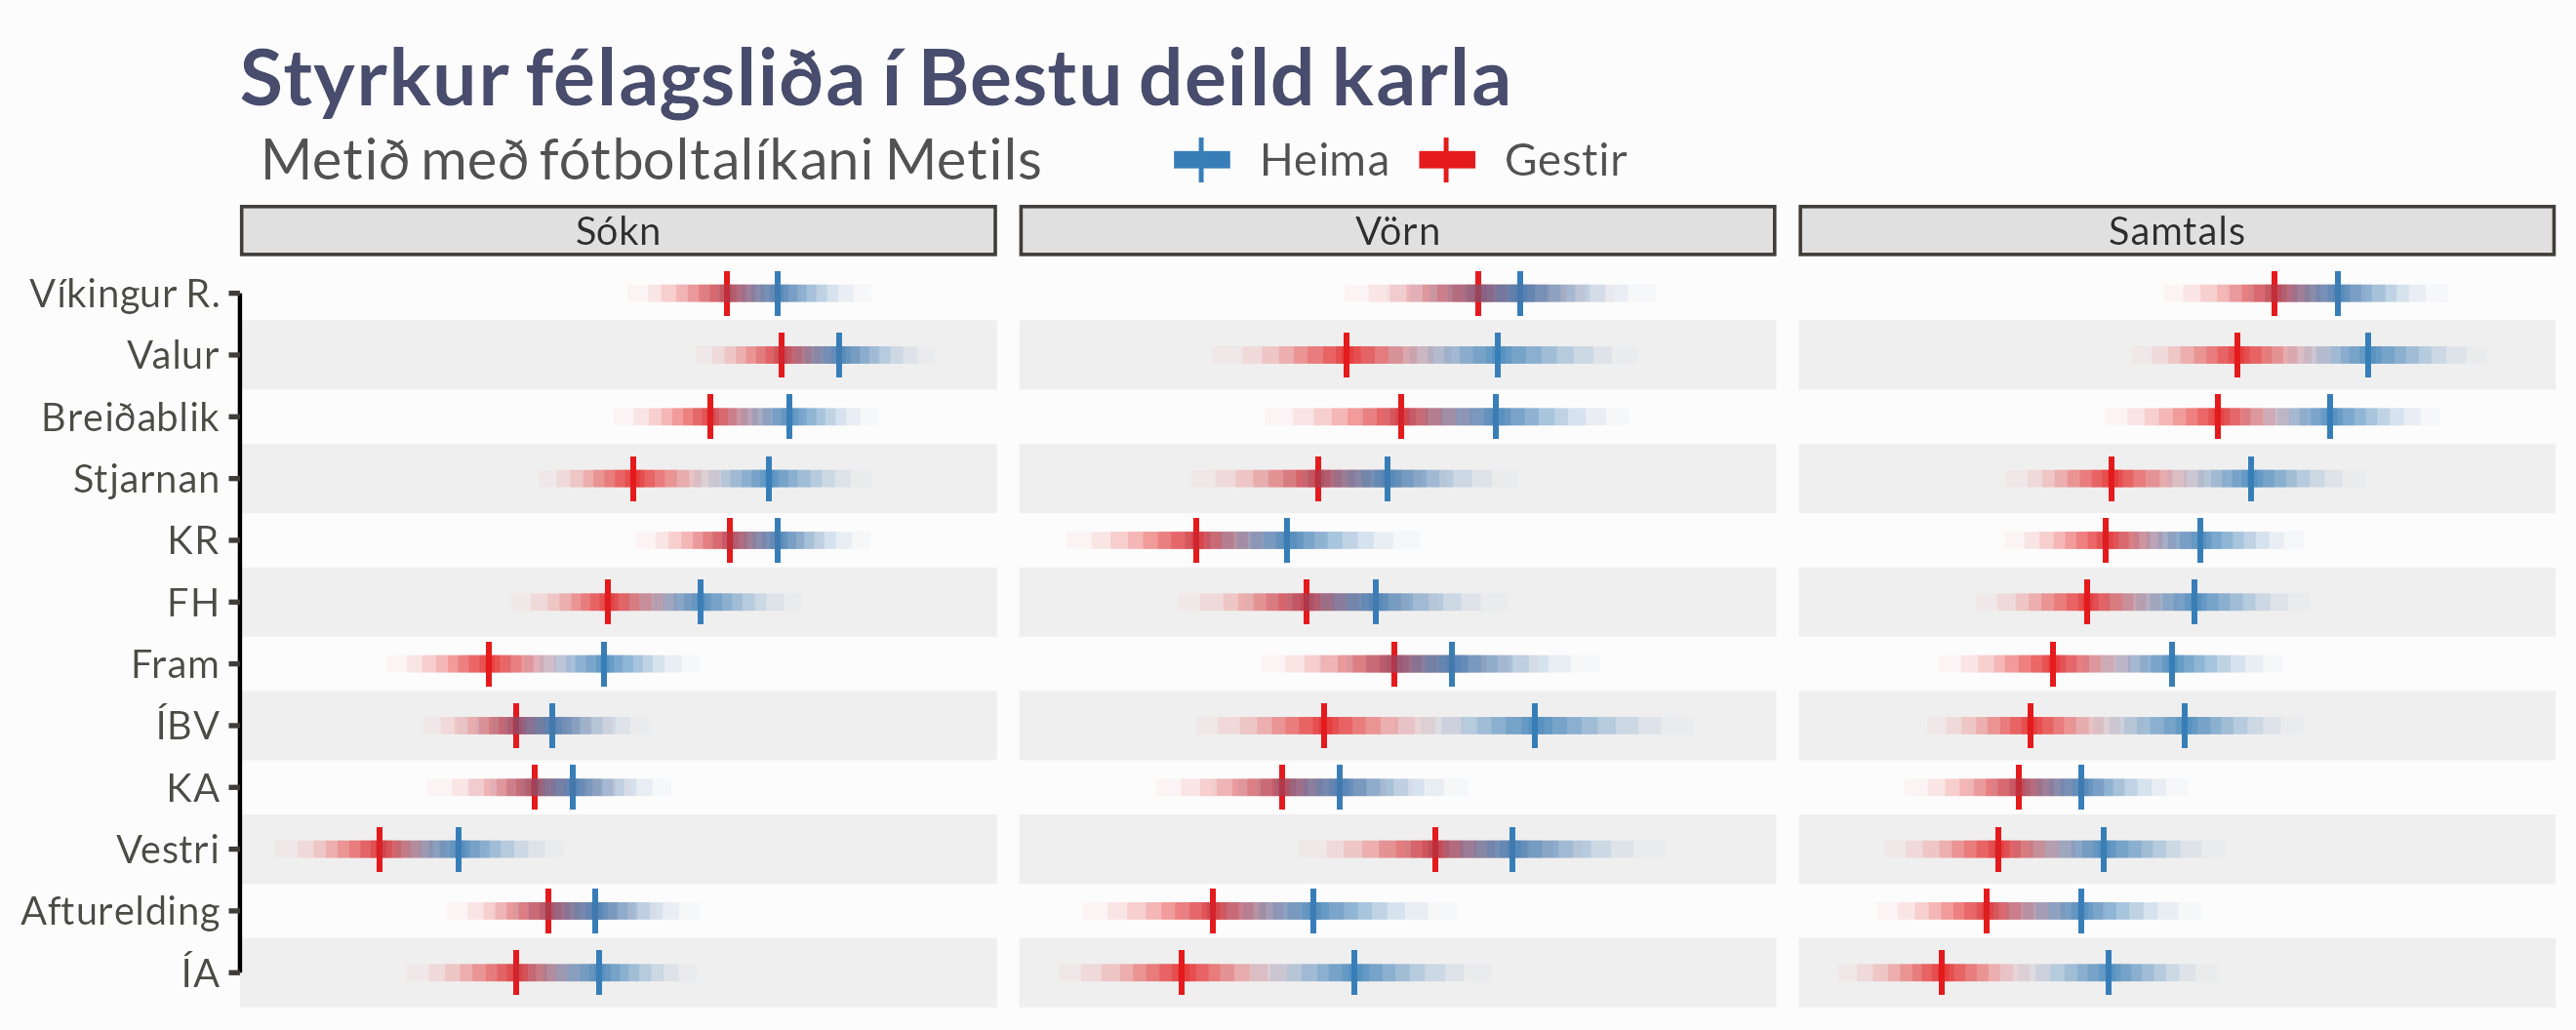 Styrkur félagsliða í Bestu deild karla
Metið með fótboltalíkani Metils
Heima Gestir
Sókn Vörn Samtals
Víkingur R.
Valur
Breiðablik
Stjarnan
KR
FH
Fram
ÍBV
KA
Vestri
Afturelding
ÍA